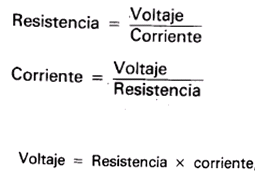 Resistencia = Voltaje / Corriente
Corriente = Voltaje / Resistencia
Voltaje = Resistencia × corriente,